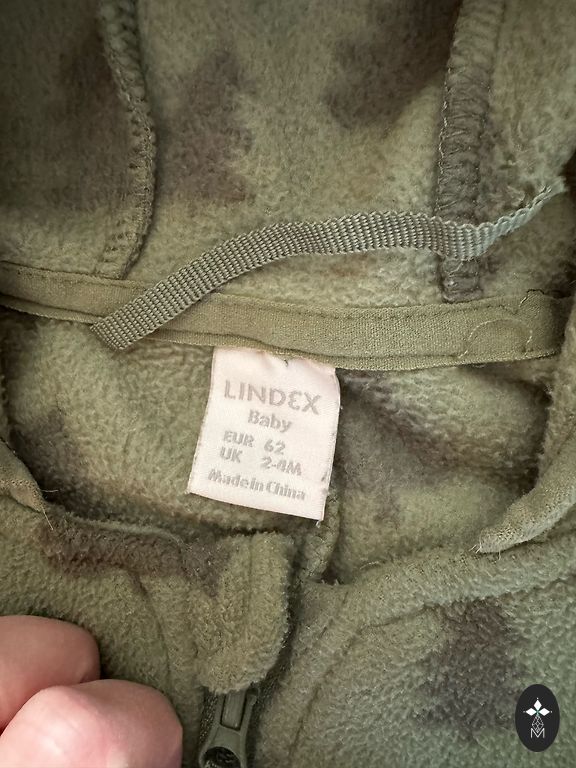 LINDEX
Baby
EUR 62
UK 2-4M
Made in China
M